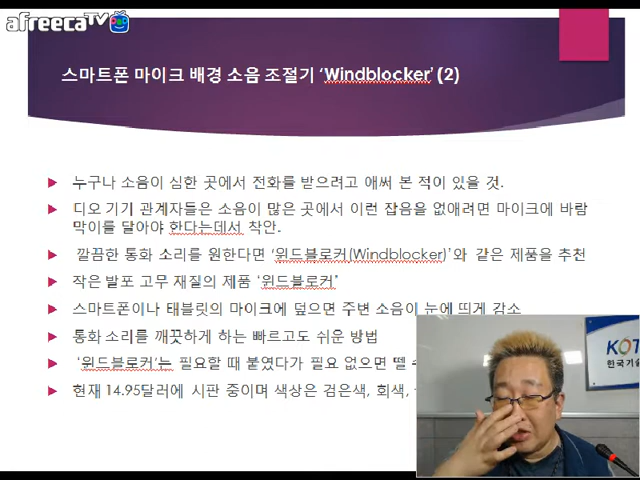 afreecaTV
스마트폰 마이크 배경 소음 조절기 ‘Windblocker’ (2)
누구나 소음이 심한 곳에서 전화를 받으려고 애써 본 적이 있을 것.
디오 기기 관계자들은 소음이 많은 곳에서 이런 잡음을 없애려면 마이크에 바람
막이를 달아야 한다는데서 착안.
깔끔한 통화 소리를 원한다면 ‘윈드블로커(Windblocker)’와 같은 제품을 추천
작은 발포 고무 재질의 제품 ‘윈드블로커’
스마트폰이나 태블릿의 마이크에 덮으면 주변 소음이 눈에 띄게 감소
통화 소리를 깨끗하게 하는 빠르고도 쉬운 방법
‘윈드블로커’는 필요할 때 붙였다가 필요 없으면 뗄
현재 14.95달러에 시판 중이며 색상은 검은색, 회색,
KOT
한국기술